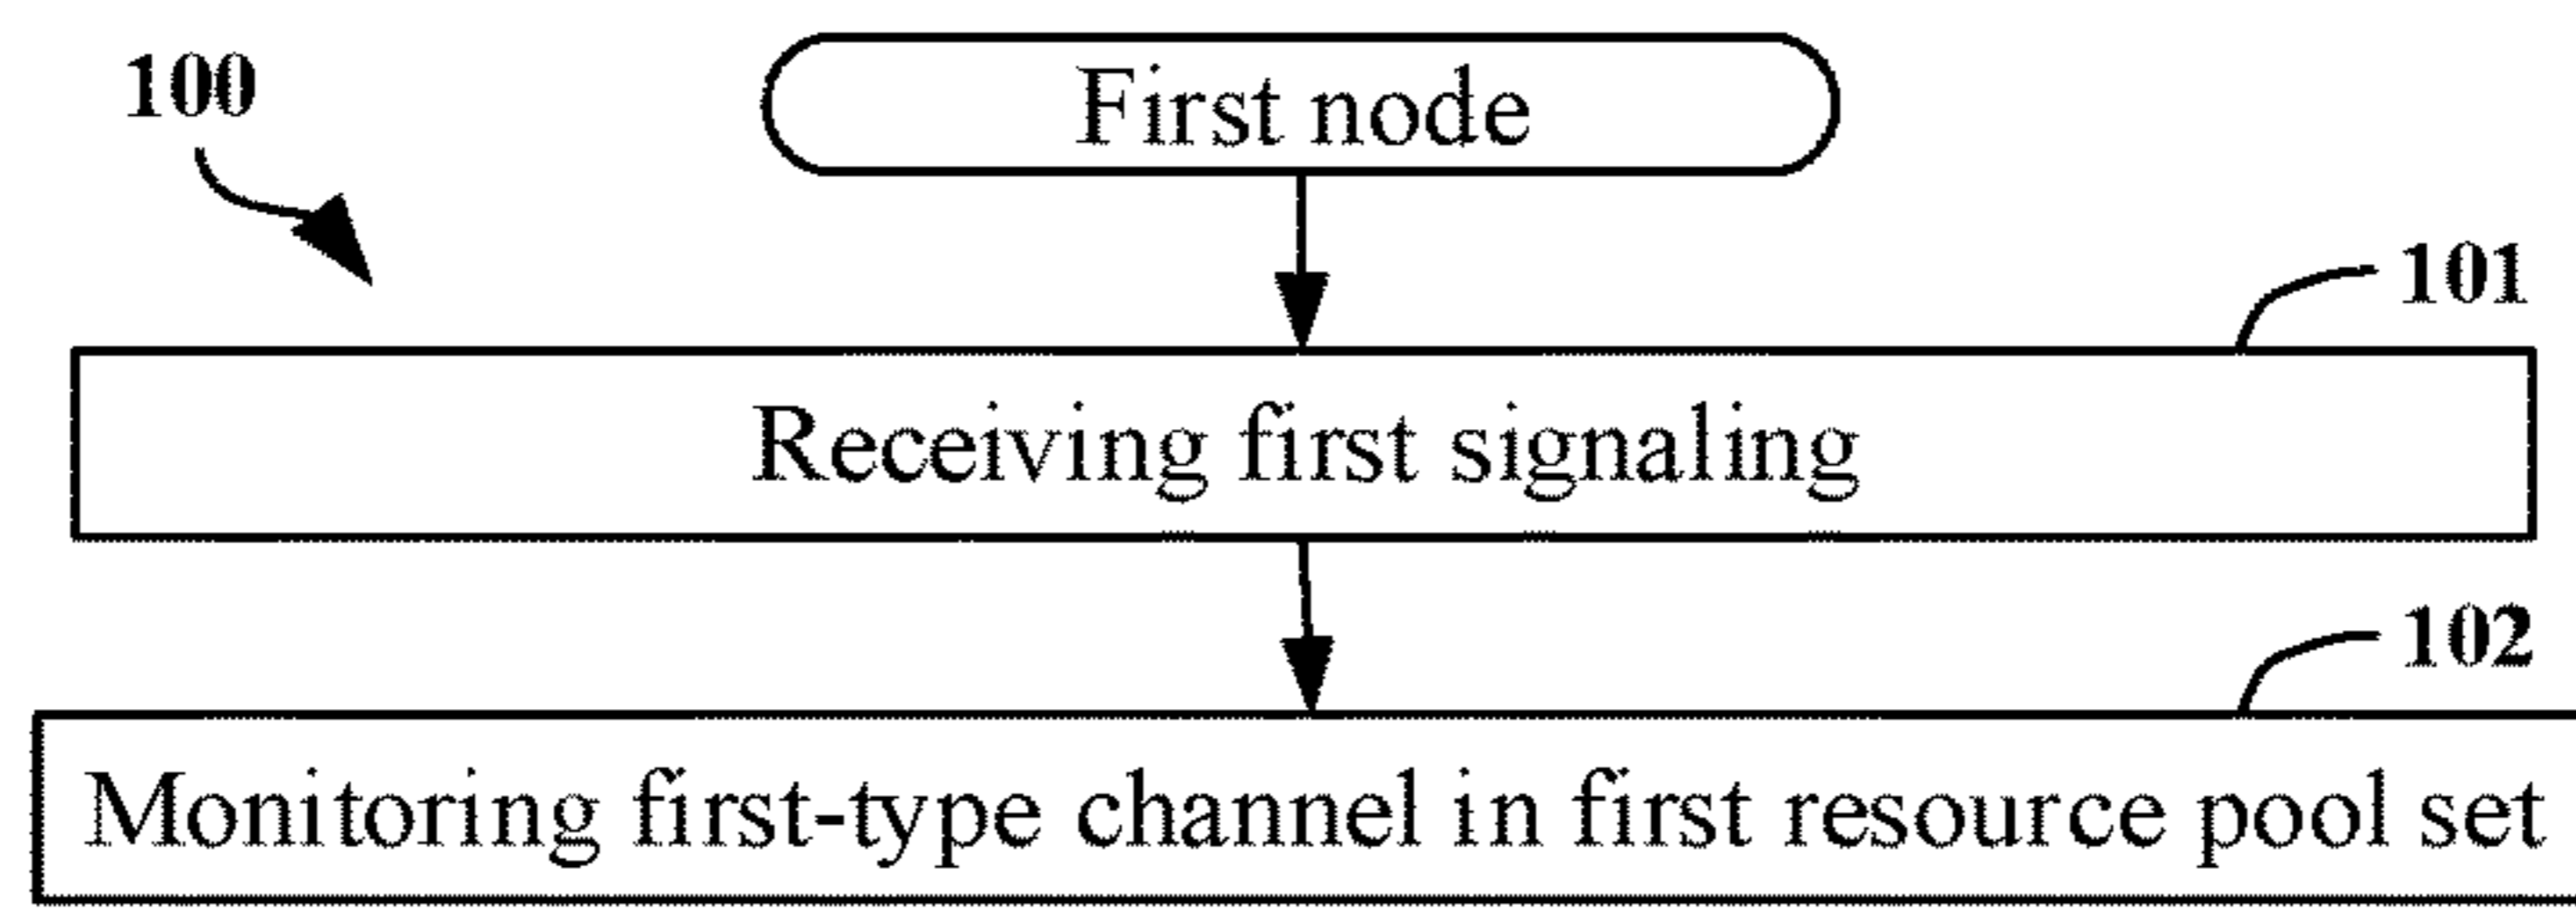 100
First node
101
Receiving first signaling
102
Monitoring first-type channel in first resource pool set